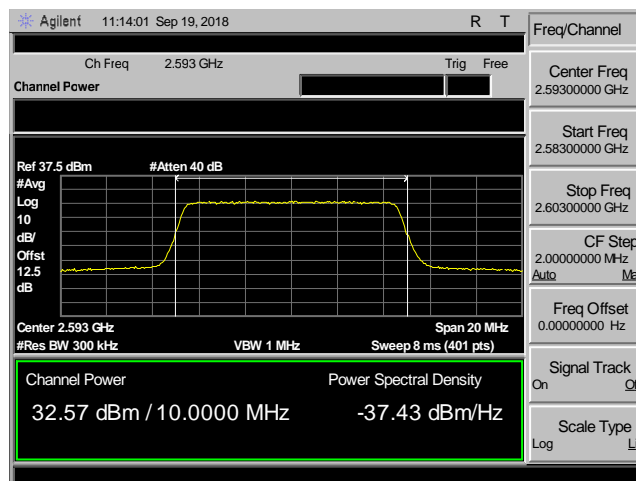 Agilent 11:14:01 Sep 19, 2018 R T
Freq/Channel
Ch Freq 2.593 GHz Trig Free
Channel Power
Center Freq
2.59300000 GHz
Start Freq
2.58300000 GHz
Stop Freq
2.60300000 GHz
CF Step
2.00000000 MHz
Auto Ma
Freq Offset
0.00000000 Hz
Signal Track
On Of
Scale Type
Log Li
Ref 37.5 dBm #Atten 40 dB
#Avg
Log
10
dB/
Offst
12.5
dB
Center 2.593 GHz Span 20 MHz
#Res BW 300 kHz VBW 1 MHz Sweep 8 ms (401 pts)
Channel Power Power Spectral Density
32.57 dBm / 10.0000 MHz -37.43 dBm/Hz